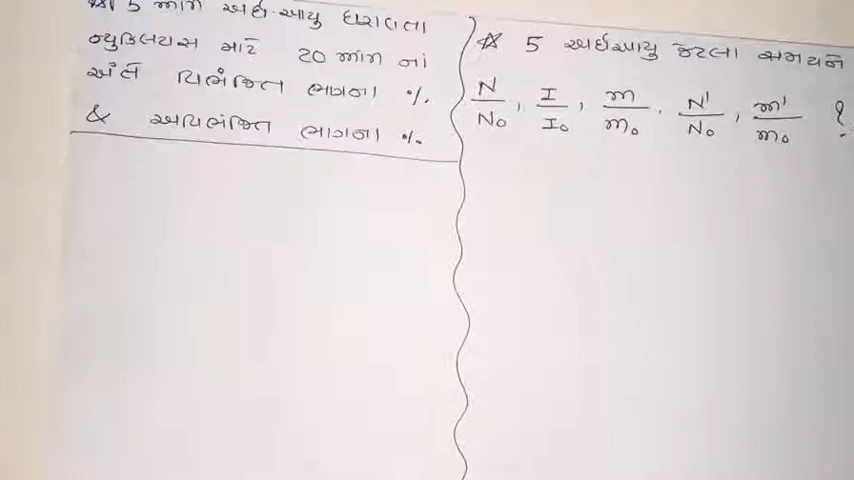 5 માસ અર્ધ-આયુ ધરાવતા
ન્યુક્લિયસ માટે 20 માસ નાં
અંતે વિભંજિત ભાગના %.
& અવિભંજિત ભાગના %.
☆ 5 અર્ધઆયુ જેટલા સમયને
N/N₀, I/I₀, m/m₀, N'/N₀, m'/m₀ ?